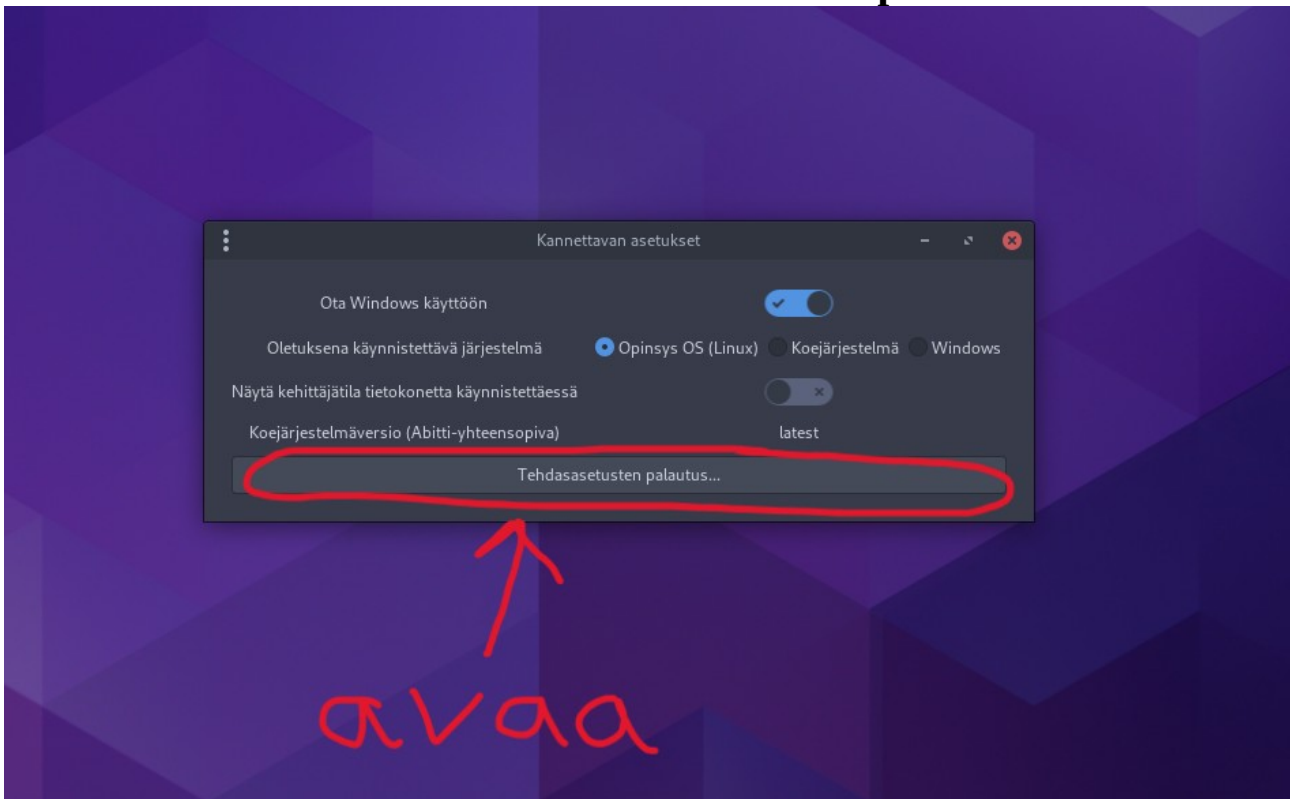 Kannettavan asetukset
Ota Windows käyttöön
Oletuksena käynnistettävä järjestelmä Opinsys OS (Linux) Koejärjestelmä Windows
Näytä kehittäjätila tietokonetta käynnistettäessä
Koejärjestelmäversio (Abitti-yhteensopiva) latest
Tehdasasetusten palautus...
avaa